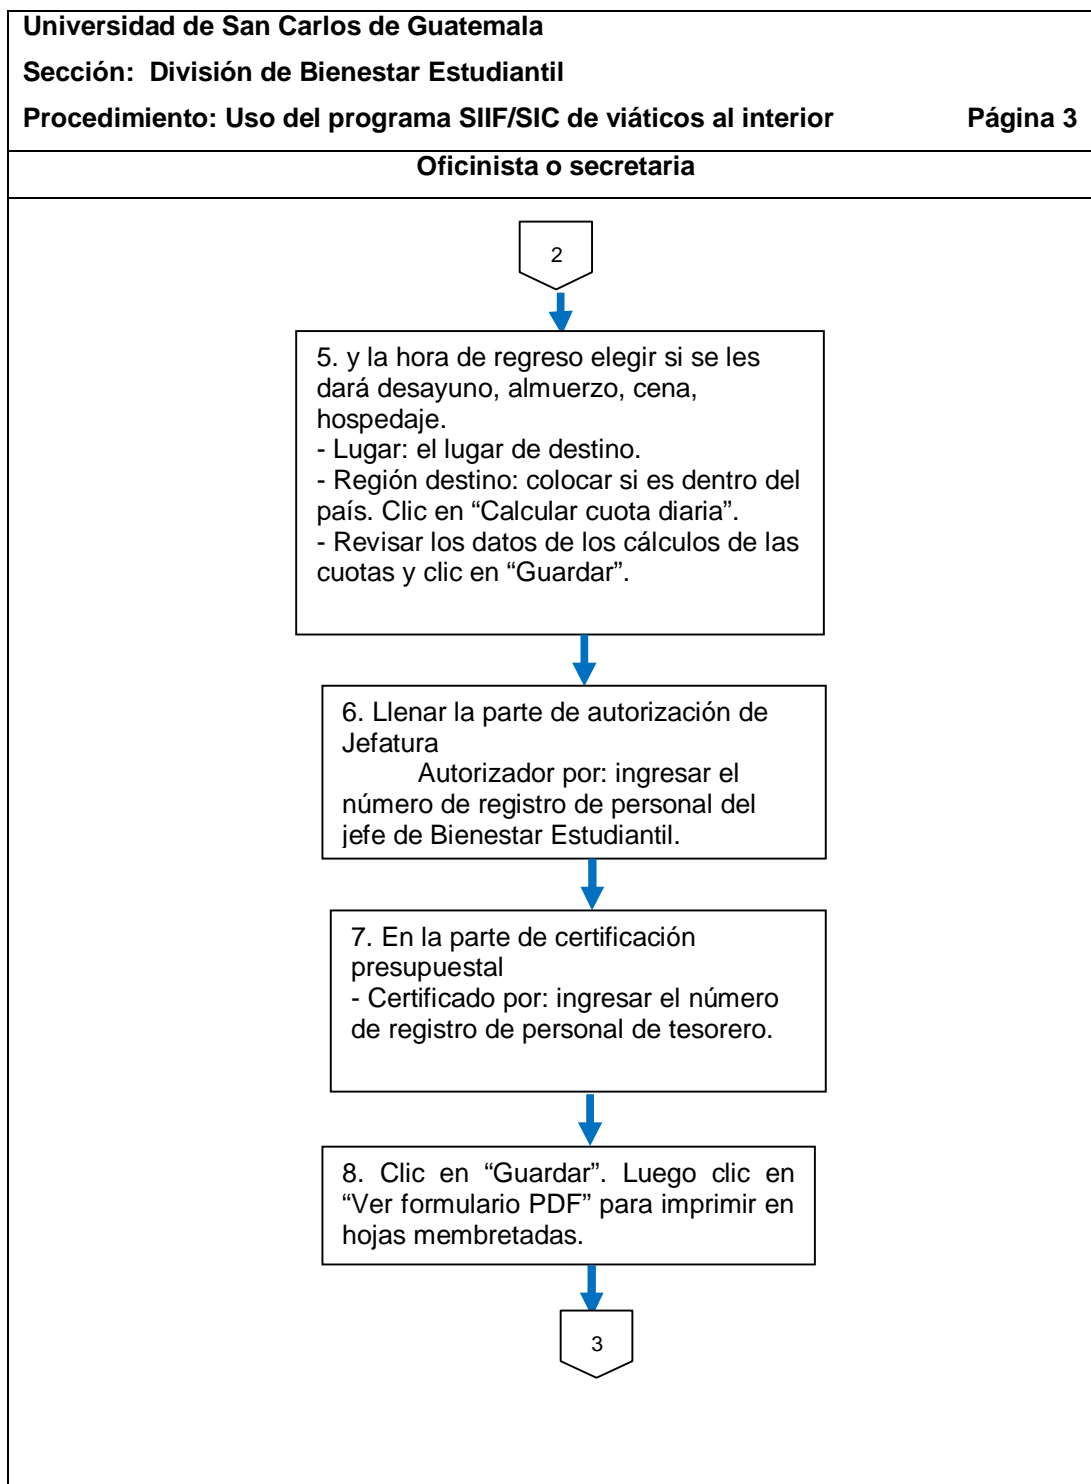 Universidad de San Carlos de Guatemala
Sección: División de Bienestar Estudiantil
Procedimiento: Uso del programa SIIF/SIC de viáticos al interior Página 3
Oficinista o secretaria
2
5. y la hora de regreso elegir si se les
dará desayuno, almuerzo, cena,
hospedaje.
- Lugar: el lugar de destino.
- Región destino: colocar si es dentro del
país. Clic en “Calcular cuota diaria”.
- Revisar los datos de los cálculos de las
cuotas y clic en “Guardar”.
6. Llenar la parte de autorización de
Jefatura
Autorizador por: ingresar el
número de registro de personal del
jefe de Bienestar Estudiantil.
7. En la parte de certificación
presupuestal
- Certificado por: ingresar el número
de registro de personal de tesorero.
8. Clic en “Guardar”. Luego clic en
“Ver formulario PDF” para imprimir en
hojas membretadas.
3